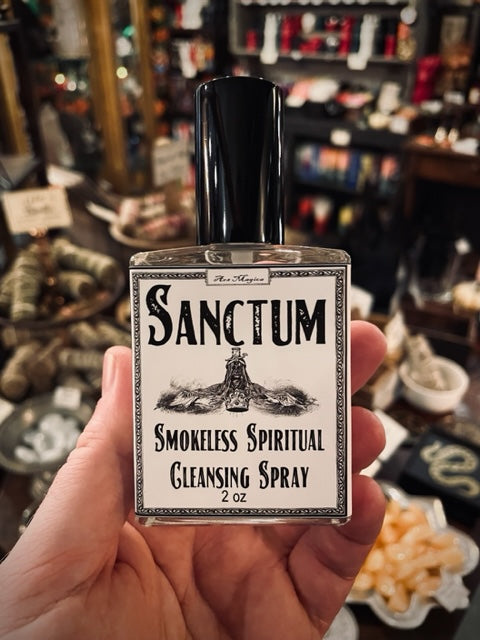 Ars Magica
SANCTUM
SMOKELESS SPIRITUAL
CLEANSING SPRAY
2 OZ